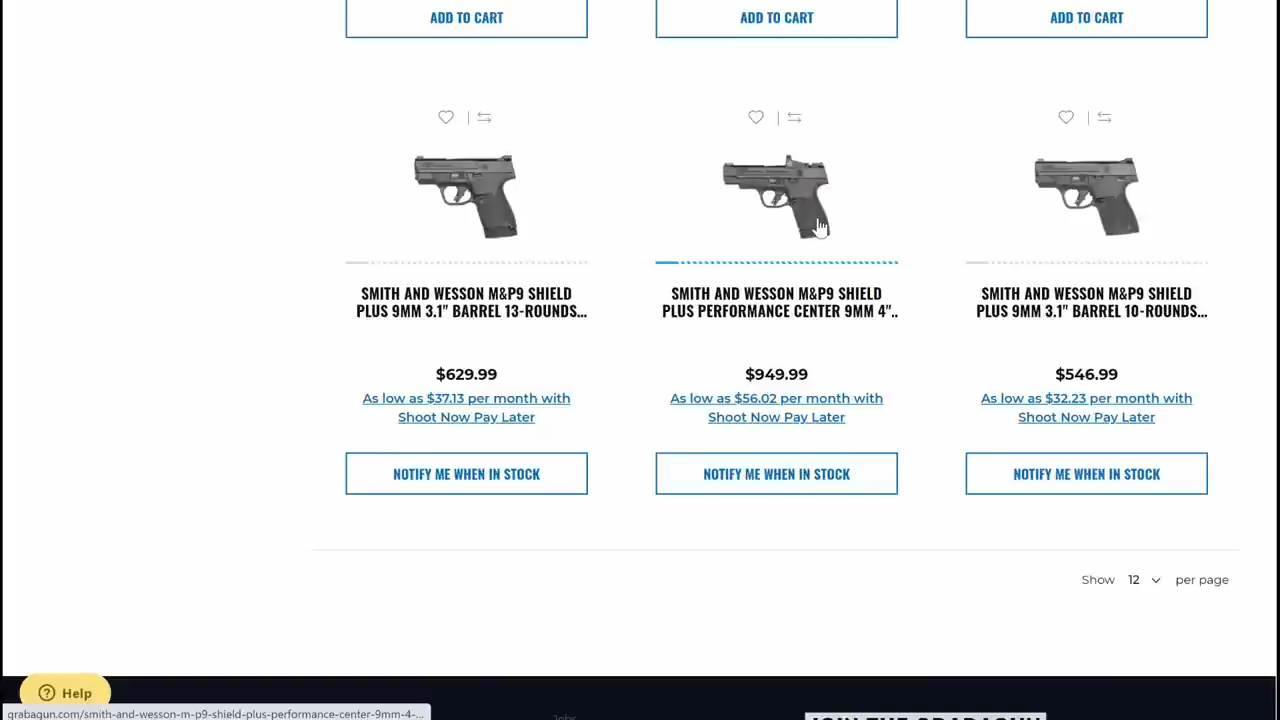 ADD TO CART
ADD TO CART
ADD TO CART
SMITH AND WESSON M&P9 SHIELD
PLUS 9MM 3.1" BARREL 13-ROUNDS...
SMITH AND WESSON M&P9 SHIELD
PLUS PERFORMANCE CENTER 9MM 4"..
SMITH AND WESSON M&P9 SHIELD
PLUS 9MM 3.1" BARREL 10-ROUNDS...
$629.99
$949.99
$546.99
As low as $37.13 per month with
Shoot Now Pay Later
As low as $56.02 per month with
Shoot Now Pay Later
As low as $32.23 per month with
Shoot Now Pay Later
NOTIFY ME WHEN IN STOCK
NOTIFY ME WHEN IN STOCK
NOTIFY ME WHEN IN STOCK
Show 12 per page
Help
grabagun.com/smith-and-wesson-m-p9-shield-plus-performance-center-9mm-4-...
Jobs
JOIN THE GRABAGUN